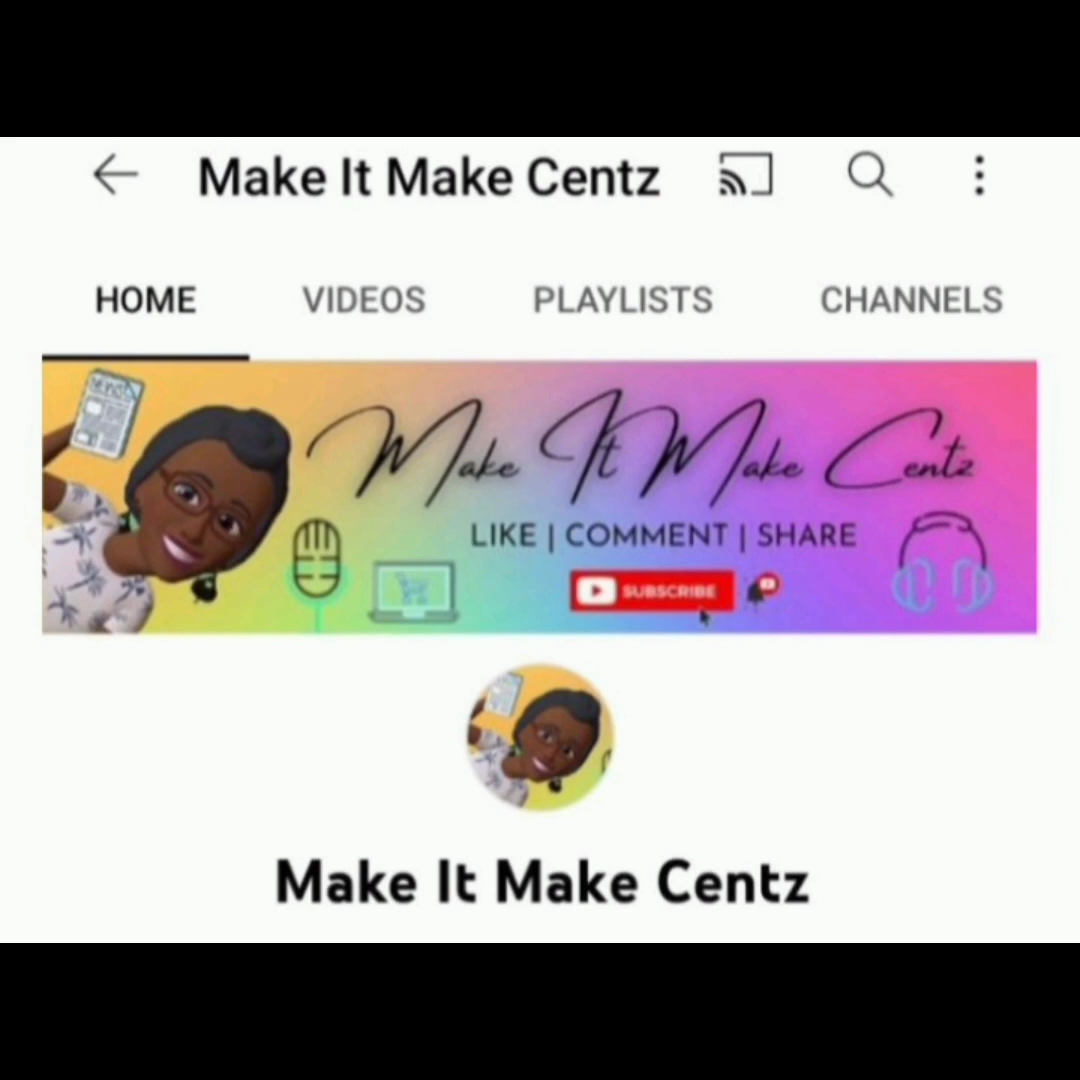 Make It Make Centz
HOME VIDEOS PLAYLISTS CHANNELS
NEWS
Make It Make Centz
LIKE | COMMENT | SHARE
SUBSCRIBE
Make It Make Centz